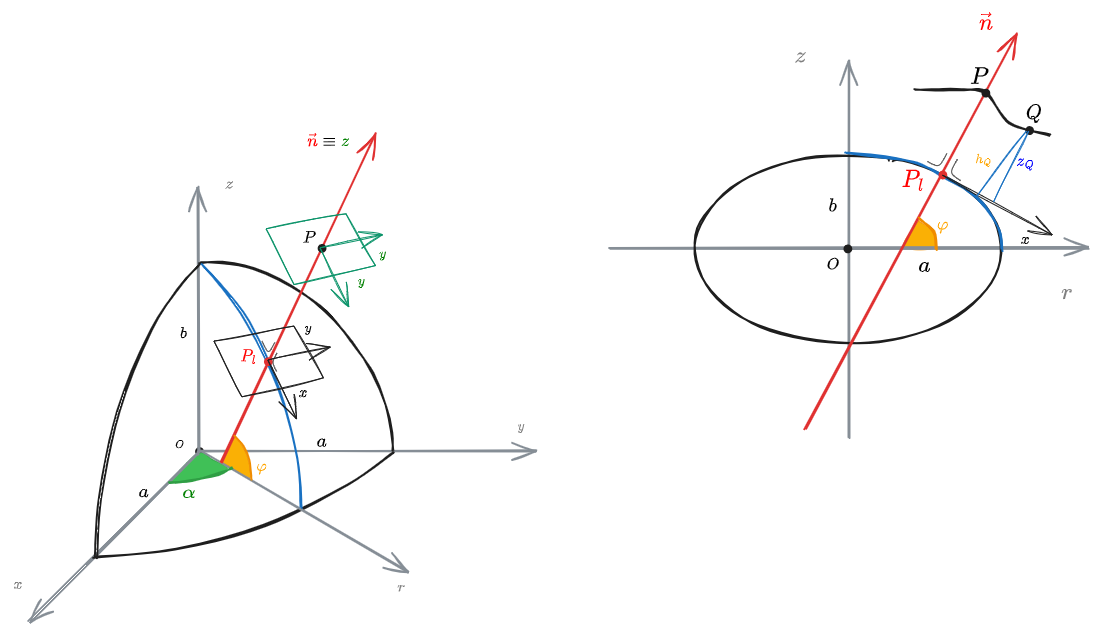 n⃗ ≡ z
z
P
y
y
b
P_l
y
x
O
a
y
φ
a
α
x
r
n⃗
z
P
Q
h_Q
z_Q
P_l
b
φ
x
O
a
r